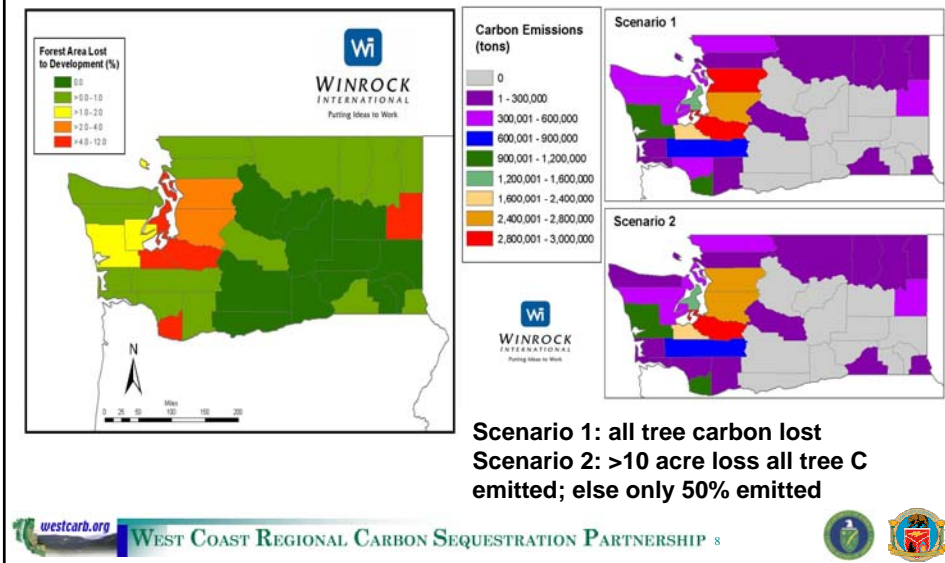 Forest Area Lost
to Development (%)
0.0
>0.0 - 1.0
>1.0 - 2.0
>2.0 - 4.0
>4.0 - 12.0
Wi
WINROCK
INTERNATIONAL
Putting Ideas to Work
N
Miles
0 25 50 100 150 200
Carbon Emissions
(tons)
0
1 - 300,000
300,001 - 600,000
600,001 - 900,000
900,001 - 1,200,000
1,200,001 - 1,600,000
1,600,001 - 2,400,000
2,400,001 - 2,800,000
2,800,001 - 3,000,000
Wi
WINROCK
INTERNATIONAL
Putting Ideas to Work
Scenario 1
Scenario 2
Scenario 1: all tree carbon lost
Scenario 2: >10 acre loss all tree C
emitted; else only 50% emitted
westcarb.org
WEST COAST REGIONAL CARBON SEQUESTRATION PARTNERSHIP 8